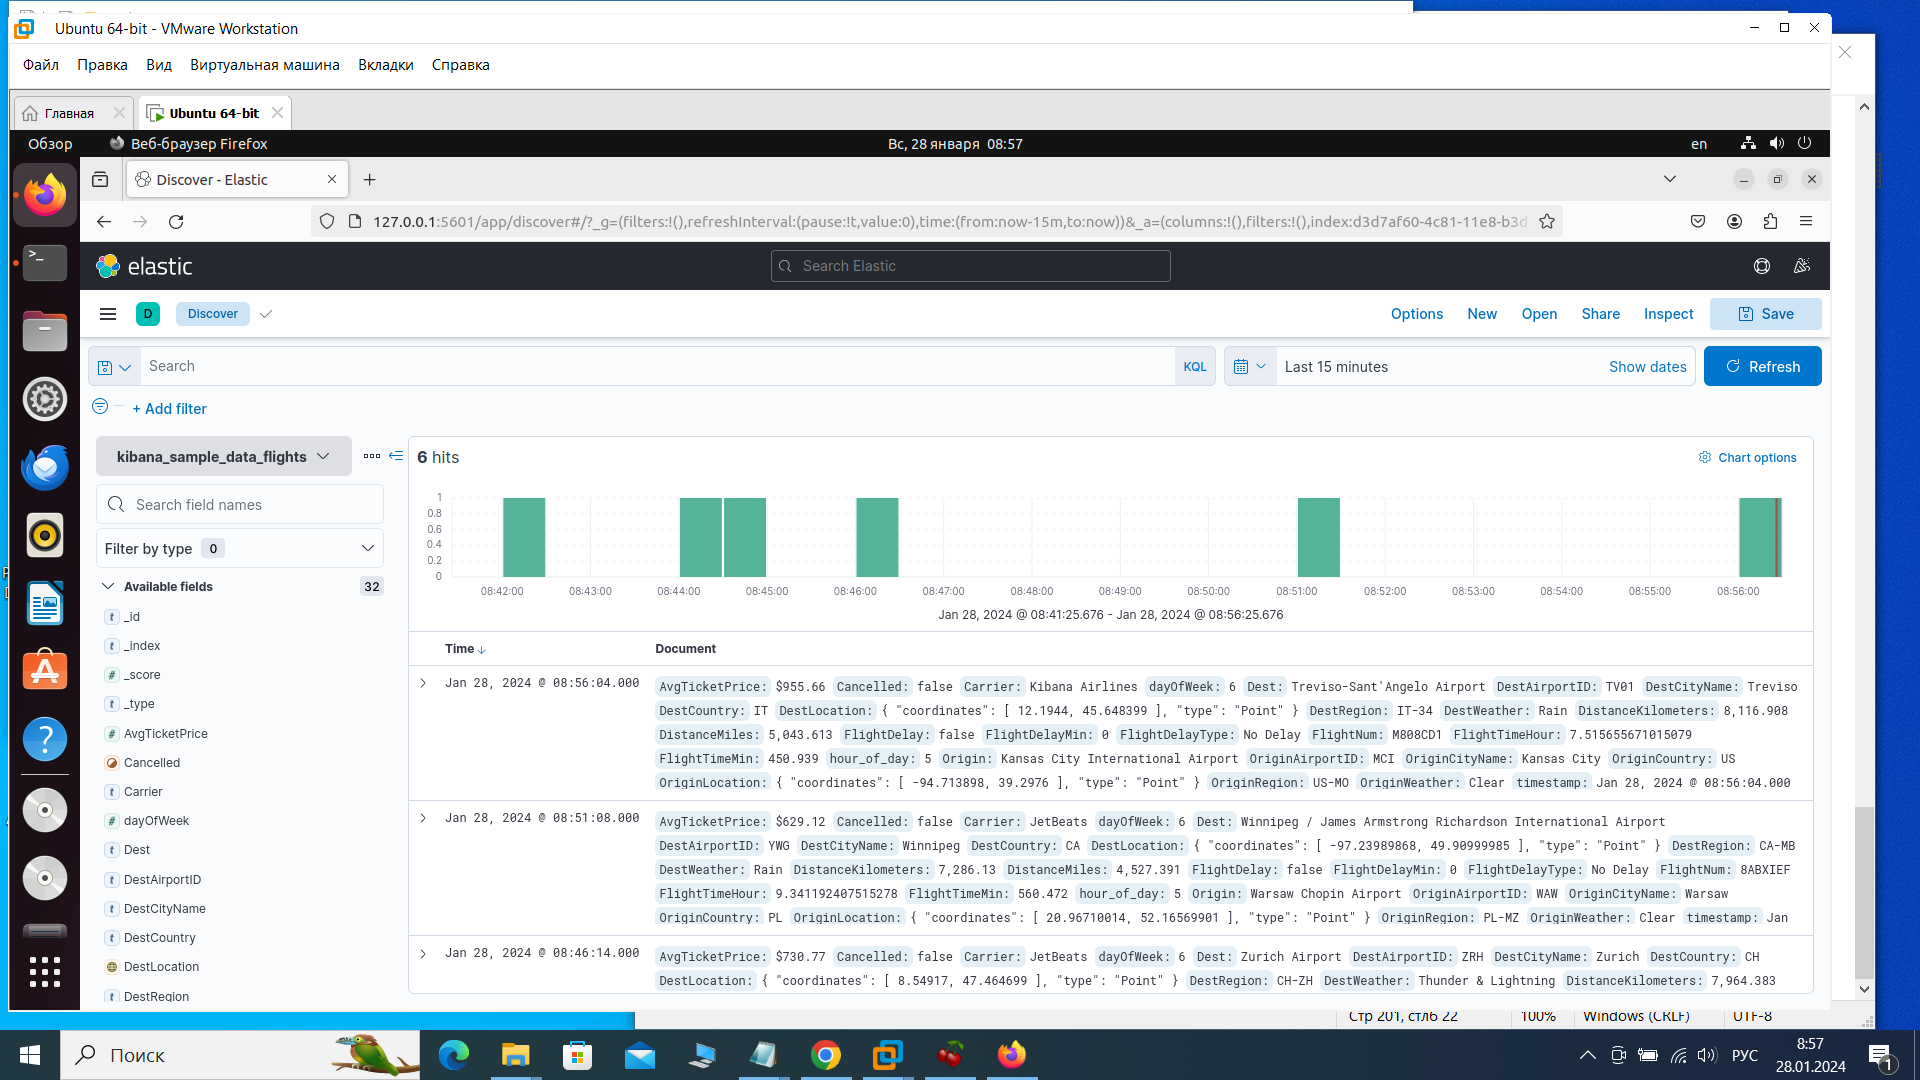 Ubuntu 64-bit - VMware Workstation
Файл Правка Вид Виртуальная машина Вкладки Справка
Главная Ubuntu 64-bit
Обзор Веб-браузер Firefox Вс, 28 января 08:57 en
Discover - Elastic
127.0.0.1:5601/app/discover#/?_g=(filters:!(),refreshInterval:(pause:!t,value:0),time:(from:now-15m,to:now))&_a=(columns:!(),filters:!(),index:d3d7af60-4c81-11e8-b3d
elastic Search Elastic
D Discover Options New Open Share Inspect Save
Search KQL Last 15 minutes Show dates Refresh
+ Add filter
kibana_sample_data_flights
Search field names
Filter by type 0
Available fields 32
t _id
t _index
# _score
t _type
# AvgTicketPrice
Cancelled
t Carrier
# dayOfWeek
t Dest
t DestAirportID
t DestCityName
t DestCountry
DestLocation
t DestRegion
6 hits Chart options
1
0.8
0.6
0.4
0.2
0
08:42:00 08:43:00 08:44:00 08:45:00 08:46:00 08:47:00 08:48:00 08:49:00 08:50:00 08:51:00 08:52:00 08:53:00 08:54:00 08:55:00 08:56:00
Jan 28, 2024 @ 08:41:25.676 - Jan 28, 2024 @ 08:56:25.676
Time Document
Jan 28, 2024 @ 08:56:04.000 AvgTicketPrice: $955.66 Cancelled: false Carrier: Kibana Airlines dayOfWeek: 6 Dest: Treviso-Sant'Angelo Airport DestAirportID: TV01 DestCityName: Treviso
DestCountry: IT DestLocation: { "coordinates": [ 12.1944, 45.648399 ], "type": "Point" } DestRegion: IT-34 DestWeather: Rain DistanceKilometers: 8,116.908
DistanceMiles: 5,043.613 FlightDelay: false FlightDelayMin: 0 FlightDelayType: No Delay FlightNum: M808CD1 FlightTimeHour: 7.515655671015079
FlightTimeMin: 450.939 hour_of_day: 5 Origin: Kansas City International Airport OriginAirportID: MCI OriginCityName: Kansas City OriginCountry: US
OriginLocation: { "coordinates": [ -94.713898, 39.2976 ], "type": "Point" } OriginRegion: US-MO OriginWeather: Clear timestamp: Jan 28, 2024 @ 08:56:04.000
Jan 28, 2024 @ 08:51:08.000 AvgTicketPrice: $629.12 Cancelled: false Carrier: JetBeats dayOfWeek: 6 Dest: Winnipeg / James Armstrong Richardson International Airport
DestAirportID: YWG DestCityName: Winnipeg DestCountry: CA DestLocation: { "coordinates": [ -97.23989868, 49.90999985 ], "type": "Point" } DestRegion: CA-MB
DestWeather: Rain DistanceKilometers: 7,286.13 DistanceMiles: 4,527.391 FlightDelay: false FlightDelayMin: 0 FlightDelayType: No Delay FlightNum: 8ABXIEF
FlightTimeHour: 9.341192407515278 FlightTimeMin: 560.472 hour_of_day: 5 Origin: Warsaw Chopin Airport OriginAirportID: WAW OriginCityName: Warsaw
OriginCountry: PL OriginLocation: { "coordinates": [ 20.96710014, 52.16569901 ], "type": "Point" } OriginRegion: PL-MZ OriginWeather: Clear timestamp: Jan
Jan 28, 2024 @ 08:46:14.000 AvgTicketPrice: $730.77 Cancelled: false Carrier: JetBeats dayOfWeek: 6 Dest: Zurich Airport DestAirportID: ZRH DestCityName: Zurich DestCountry: CH
DestLocation: { "coordinates": [ 8.54917, 47.464699 ], "type": "Point" } DestRegion: CH-ZH DestWeather: Thunder & Lightning DistanceKilometers: 7,964.383
Стр 201, стлб 22 100% Windows (CRLF) UTF-8
Поиск РУС 8:57
28.01.2024 1